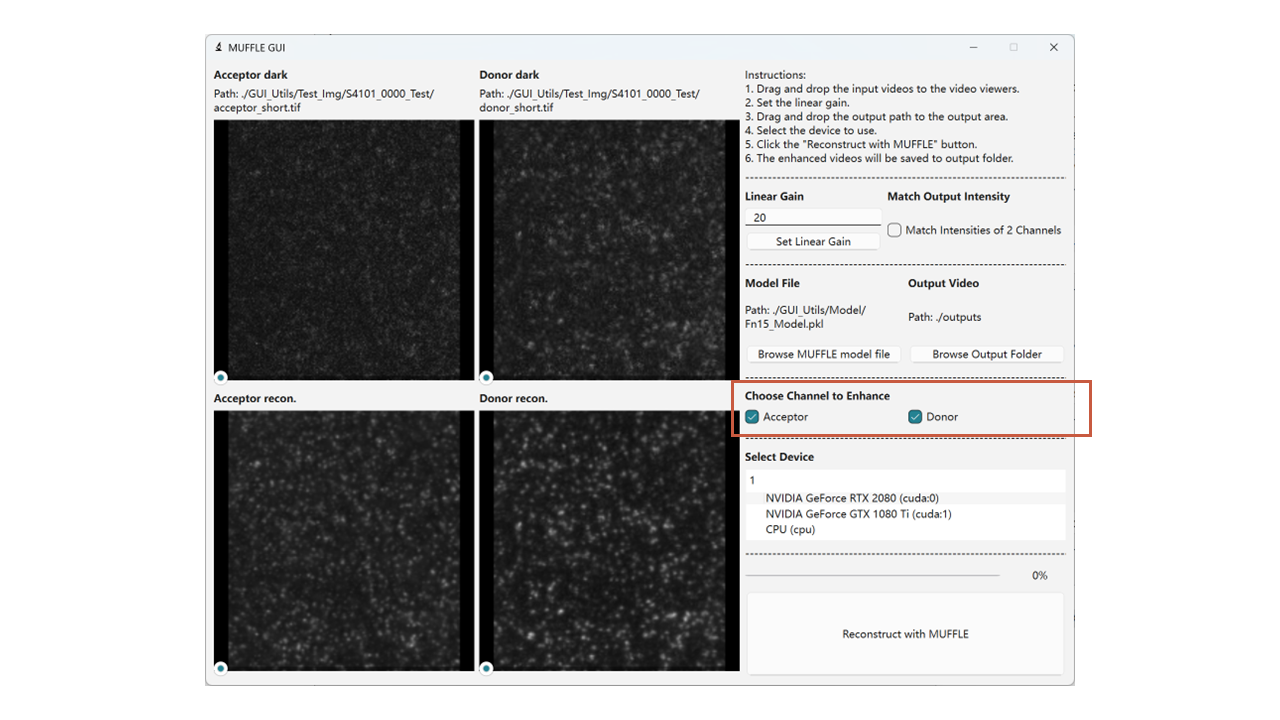 MUFFLE GUI
Acceptor dark
Path: ./GUI_Utils/Test_Img/S4101_0000_Test/
acceptor_short.tif
Donor dark
Path: ./GUI_Utils/Test_Img/S4101_0000_Test/
donor_short.tif
Acceptor recon.
Donor recon.
Instructions:
1. Drag and drop the input videos to the video viewers.
2. Set the linear gain.
3. Drag and drop the output path to the output area.
4. Select the device to use.
5. Click the "Reconstruct with MUFFLE" button.
6. The enhanced videos will be saved to output folder.
Linear Gain
20
Set Linear Gain
Match Output Intensity
Match Intensities of 2 Channels
Model File
Path: ./GUI_Utils/Model/
Fn15_Model.pkl
Browse MUFFLE model file
Output Video
Path: ./outputs
Browse Output Folder
Choose Channel to Enhance
Acceptor
Donor
Select Device
1
NVIDIA GeForce RTX 2080 (cuda:0)
NVIDIA GeForce GTX 1080 Ti (cuda:1)
CPU (cpu)
0%
Reconstruct with MUFFLE